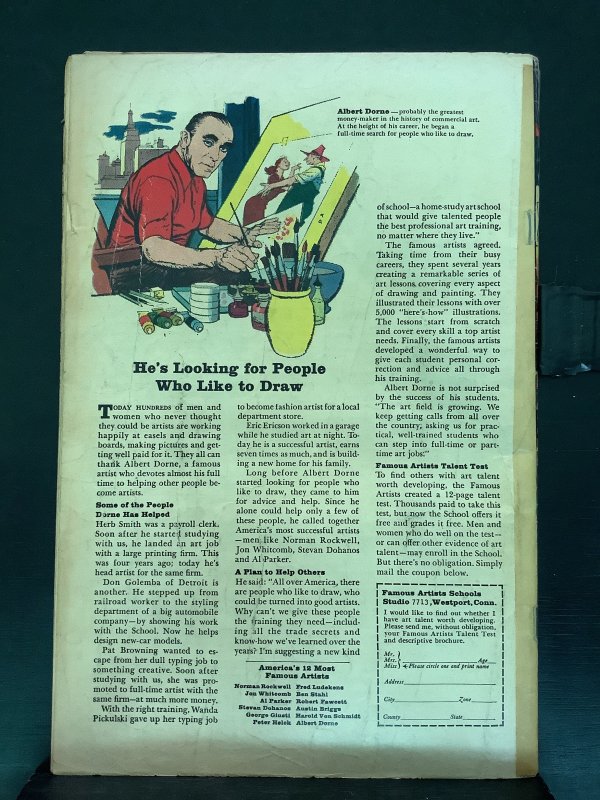 Albert Dorne — probably the greatest
money-maker in the history of commercial art.
At the height of his career, he began a
full-time search for people who like to draw.
He's Looking for People
Who Like to Draw
TODAY HUNDREDS of men and
women who never thought
they could be artists are working
happily at easels and drawing
boards, making pictures and get-
ting well paid for it. They all can
thank Albert Dorne, a famous
artist who devotes almost his full
time to helping other people be-
come artists.
Some of the People
Dorne Has Helped
Herb Smith was a payroll clerk.
Soon after he started studying
with us, he landed an art job
with a large printing firm. This
was four years ago; today he's
head artist for the same firm.
Don Golemba of Detroit is
another. He stepped up from
railroad worker to the styling
department of a big automobile
company—by showing his work
with the School. Now he helps
design new-car models.
Pat Browning wanted to es-
cape from her dull typing job to
something creative. Soon after
studying with us, she was pro-
moted to full-time artist with the
same firm—at much more money.
With the right training, Wanda
Pickulski gave up her typing job
to become fashion artist for a local
department store.
Eric Ericson worked in a garage
while he studied art at night. To-
day he is a successful artist, earns
seven times as much, and is build-
ing a new home for his family.
Long before Albert Dorne
started looking for people who
like to draw, they came to him
for advice and help. Since he
alone could help only a few of
these people, he called together
America's most successful artists
—men like Norman Rockwell,
Jon Whitcomb, Stevan Dohanos
and Al Parker.
A Plan to Help Others
He said: "All over America, there
are people who like to draw, who
could be turned into good artists.
Why can't we give these people
the training they need—includ-
ing all the trade secrets and
know-how we've learned over the
years? I'm suggesting a new kind
America's 12 Most
Famous Artists
Norman Rockwell Fred Ludekens
Jon Whitcomb Ben Stahl
Al Parker Robert Fawcett
Stevan Dohanos Austin Briggs
George Giusti Harold Von Schmidt
Peter Helck Albert Dorne
of school—a home-study art school
that would give talented people
the best professional art training,
no matter where they live."
The famous artists agreed.
Taking time from their busy
careers, they spent several years
creating a remarkable series of
art lessons, covering every aspect
of drawing and painting. They
illustrated their lessons with over
5,000 "here's-how" illustrations.
The lessons start from scratch
and cover every skill a top artist
needs. Finally, the famous artists
developed a wonderful way to
give each student personal cor-
rection and advice all through
his training.
Albert Dorne is not surprised
by the success of his students.
"The art field is growing. We
keep getting calls from all over
the country, asking us for prac-
tical, well-trained students who
can step into full-time or part-
time art jobs."
Famous Artists Talent Test
To find others with art talent
worth developing, the Famous
Artists created a 12-page talent
test. Thousands paid to take this
test, but now the School offers it
free and grades it free. Men and
women who do well on the test—
or can offer other evidence of art
talent—may enroll in the School.
But there's no obligation. Simply
mail the coupon below.
Famous Artists Schools
Studio 7713, Westport, Conn.
I would like to find out whether I
have art talent worth developing.
Please send me, without obligation,
your Famous Artists Talent Test
and descriptive brochure.
Mr.
Mrs. Age
Miss Please circle one and print name
Address
City Zone
County State